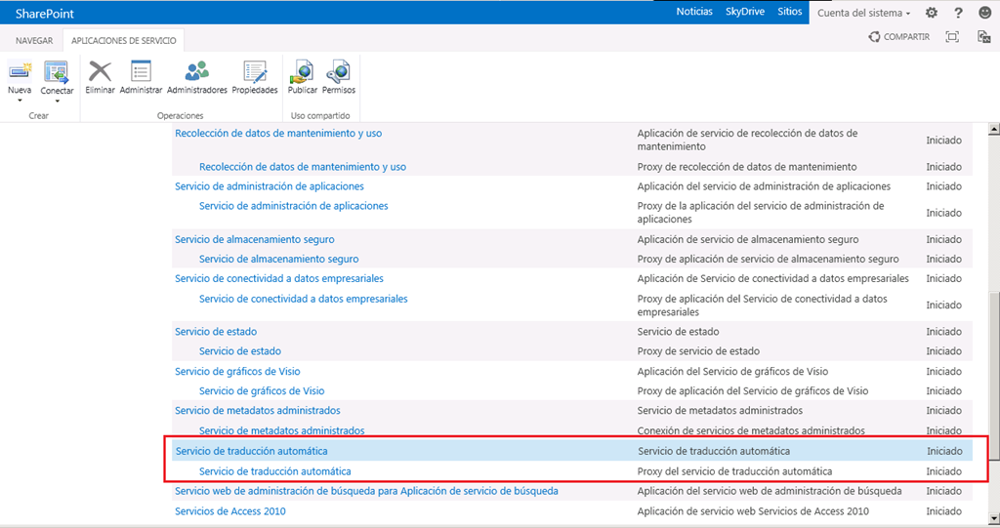 SharePoint
Noticias SkyDrive Sitios Cuenta del sistema ?
NAVEGAR APLICACIONES DE SERVICIO COMPARTIR
Nueva Conectar Eliminar Administrar Administradores Propiedades Publicar Permisos
Crear Operaciones Uso compartido
Recolección de datos de mantenimiento y uso Aplicación de servicio de recolección de datos de
mantenimiento Iniciado
Recolección de datos de mantenimiento y uso Proxy de recolección de datos de mantenimiento Iniciado
Servicio de administración de aplicaciones Aplicación del servicio de administración de aplicaciones Iniciado
Servicio de administración de aplicaciones Proxy de la aplicación del servicio de administración de
aplicaciones Iniciado
Servicio de almacenamiento seguro Aplicación de servicio de almacenamiento seguro Iniciado
Servicio de almacenamiento seguro Proxy de aplicación de servicio de almacenamiento seguro Iniciado
Servicio de conectividad a datos empresariales Aplicación de Servicio de conectividad a datos empresariales Iniciado
Servicio de conectividad a datos empresariales Proxy de aplicación del Servicio de conectividad a datos
empresariales Iniciado
Servicio de estado Servicio de estado Iniciado
Servicio de estado Proxy de servicio de estado Iniciado
Servicio de gráficos de Visio Aplicación del Servicio de gráficos de Visio Iniciado
Servicio de gráficos de Visio Proxy de aplicación del Servicio de gráficos de Visio Iniciado
Servicio de metadatos administrados Servicio de metadatos administrados Iniciado
Servicio de metadatos administrados Conexión de servicios de metadatos administrados Iniciado
Servicio de traducción automática Servicio de traducción automática Iniciado
Servicio de traducción automática Proxy del servicio de traducción automática Iniciado
Servicio web de administración de búsqueda para Aplicación de servicio de búsqueda Aplicación del servicio web de administración de búsqueda Iniciado
Servicios de Access 2010 Aplicación de servicio web Servicios de Access 2010 Iniciado